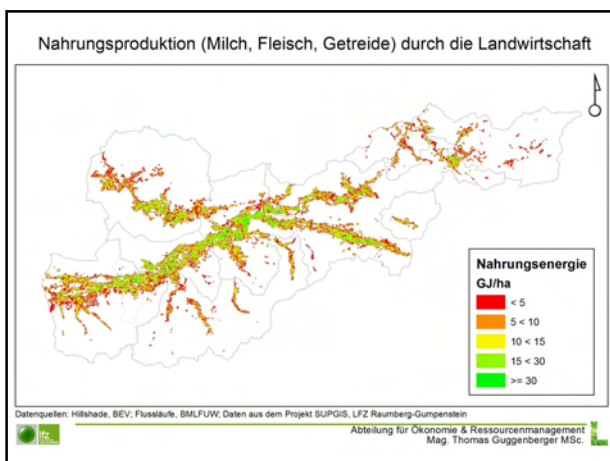 Nahrungsproduktion (Milch, Fleisch, Getreide) durch die Landwirtschaft
Nahrungsenergie
GJ/ha
< 5
5 < 10
10 < 15
15 < 30
>= 30
Datenquellen: Hillshade, BEV; Flussläufe, BMLFUW; Daten aus dem Projekt SUPGIS, LFZ Raumberg-Gumpenstein
lfz
Abteilung für Ökonomie & Ressourcenmanagement
Mag. Thomas Guggenberger MSc.